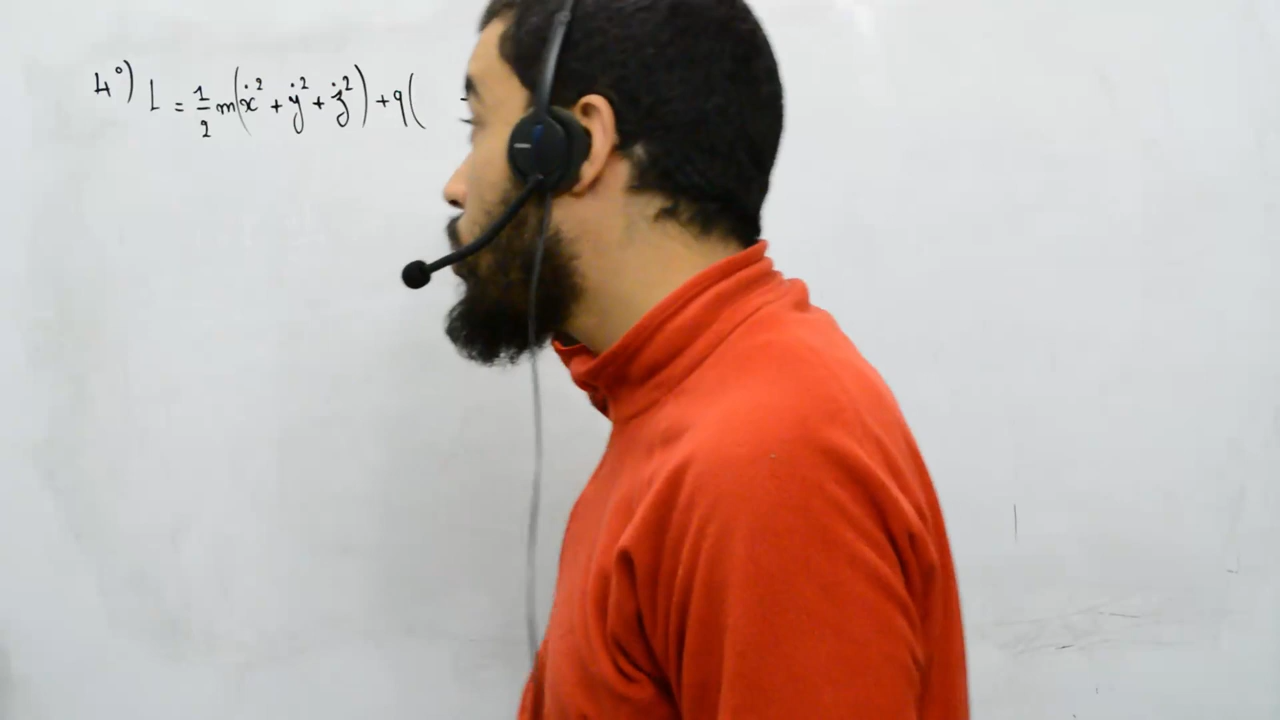 4°) L = 1/2 m(ẋ² + ẏ² + ż²) + q(